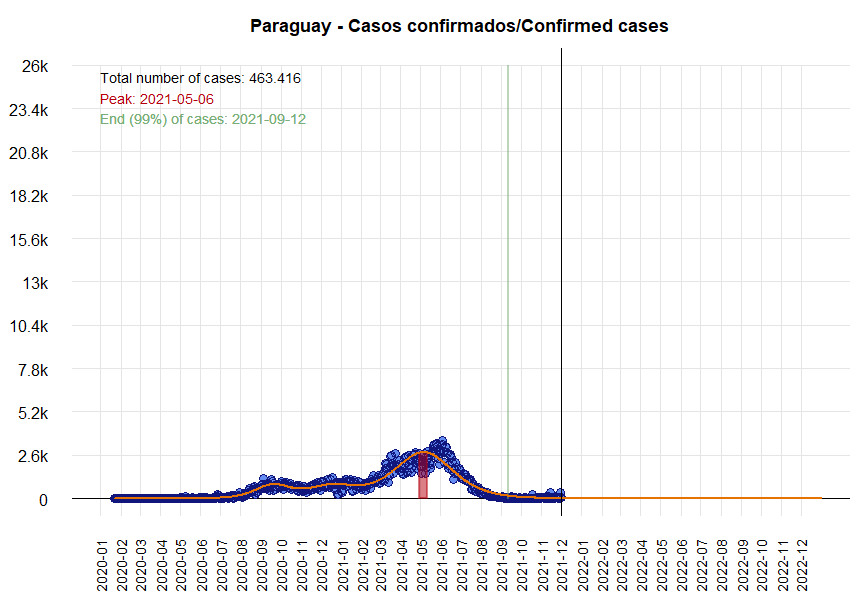 Paraguay - Casos confirmados/Confirmed cases
Total number of cases: 463.416
Peak: 2021-05-06
End (99%) of cases: 2021-09-12
26k
23.4k
20.8k
18.2k
15.6k
13k
10.4k
7.8k
5.2k
2.6k
0
2020-01
2020-02
2020-03
2020-04
2020-05
2020-06
2020-07
2020-08
2020-09
2020-10
2020-11
2020-12
2021-01
2021-02
2021-03
2021-04
2021-05
2021-06
2021-07
2021-08
2021-09
2021-10
2021-11
2021-12
2022-01
2022-02
2022-03
2022-04
2022-05
2022-06
2022-07
2022-08
2022-09
2022-10
2022-11
2022-12